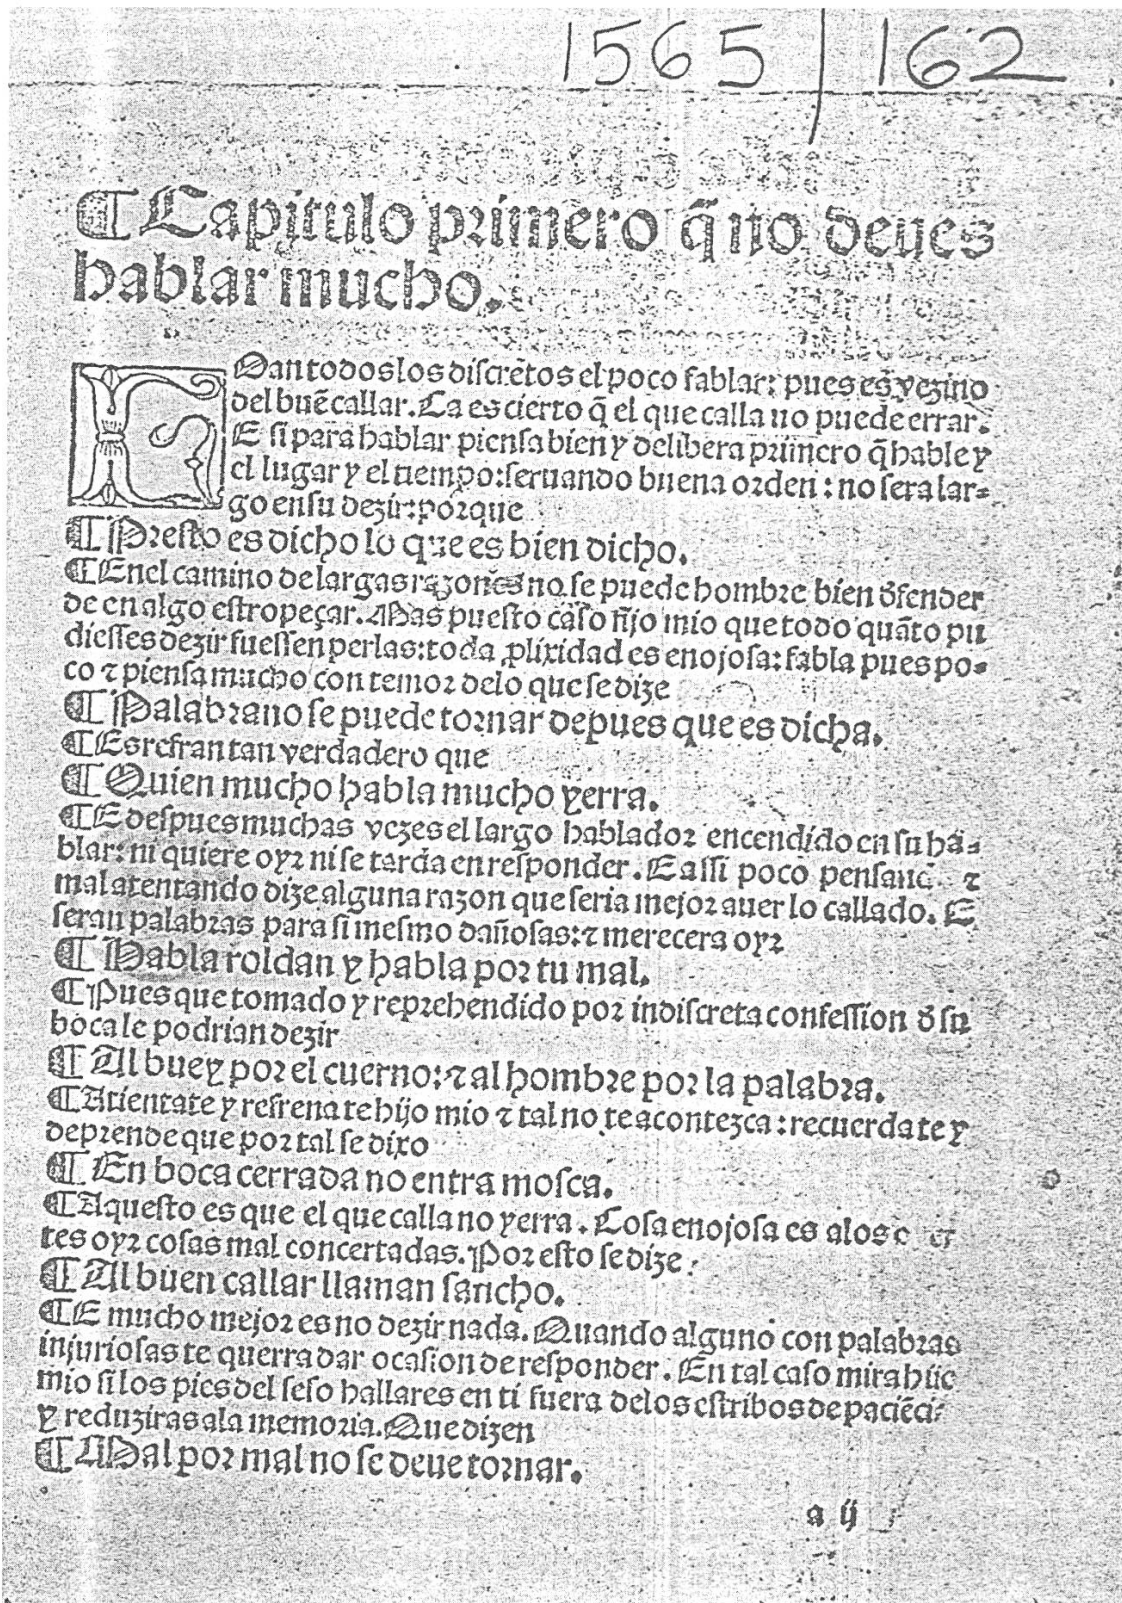 1565 | 162
¶ Capitulo primero q̃ no deues
hablar mucho.
LOan todos los discretos el poco fablar: pues es vezino
del buẽ callar. Ca es cierto q̃ el que calla no puede errar.
E si para hablar piensa bien y delibera primero q̃ hable y
el lugar y el tiempo: seruando buena orden: no sera lar-
go en su dezir: porque
¶ Presto es dicho lo que es bien dicho.
¶ Enel camino de largas razones no se puede hombre bien defender
de en algo estropeçar. Mas puesto caso fijo mio que todo quãto pu
diesses dezir fuessen perlas: toda prolixidad es enojosa: fabla pues po-
co ⁊ piensa mucho con temor delo que se dize
¶ Palabra no se puede tornar depues que es dicha.
¶ Es refran tan verdadero que
¶ Quien mucho habla mucho yerra.
¶ E despues muchas vezes el largo hablador encendido en su ha-
blar: ni quiere oyr ni se tarda en responder. E assi poco ⁊
mal atentando dize alguna razon que seria mejor auer lo callado. E
seran palabras para si mesmo dañosas: ⁊ merecera oyr
¶ Habla roldan y habla por tu mal.
¶ Pues que tomado y reprehendido por indiscreta confession de su
boca le podrian dezir
¶ Al buey por el cuerno: ⁊ al hombre por la palabra.
¶ Atientate y refrena te hijo mio ⁊ tal no te acontezca: recuerda te y
deprende que por tal se dixo
¶ En boca cerrada no entra mosca.
¶ Aquesto es que el que calla no yerra. Cosa enojosa es alos
tes oyr cosas mal concertadas. Por esto se dize:
¶ Al buen callar llaman sancho.
¶ E mucho mejor es no dezir nada. Quando alguno con palabras
injuriosas te querra dar ocasion de responder. En tal caso mira
mio si los pies del seso hallares en ti fuera delos estribos de
y reduziras ala memoria. Que dizen
¶ Mal por mal no se deue tornar.
a ij